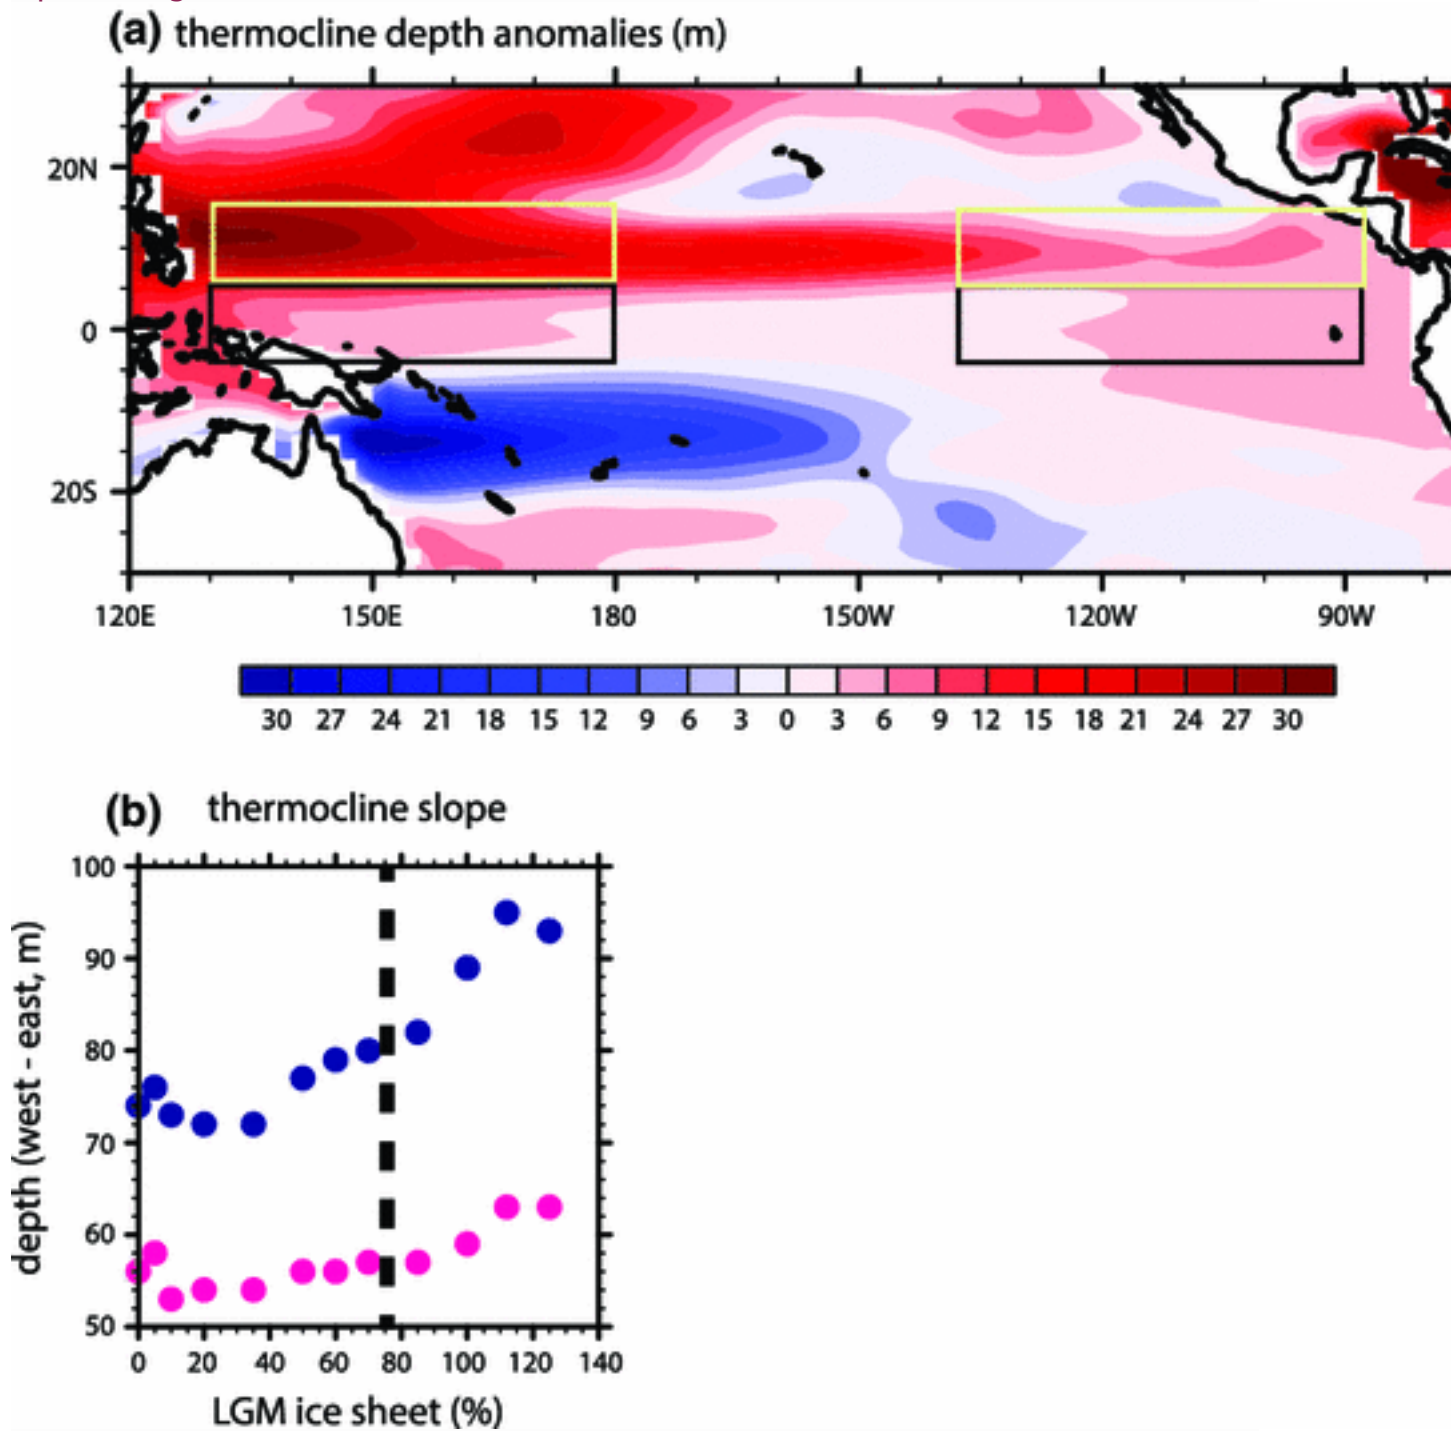 (a) thermocline depth anomalies (m)
20N
0
20S
120E 150E 180 150W 120W 90W
30 27 24 21 18 15 12 9 6 3 0 3 6 9 12 15 18 21 24 27 30
(b) thermocline slope
100
90
80
70
60
50
depth (west - east, m)
0 20 40 60 80 100 120 140
LGM ice sheet (%)